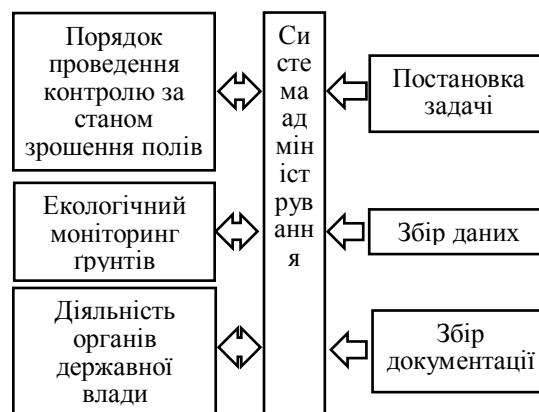 Порядок
проведення
контролю за
станом
зрошення полів
Екологічний
моніторинг
ґрунтів
Діяльність
органів
державної
влади
Си
сте
ма
ад
мін
іст
рув
анн
я
Постановка
задачі
Збір даних
Збір
документації